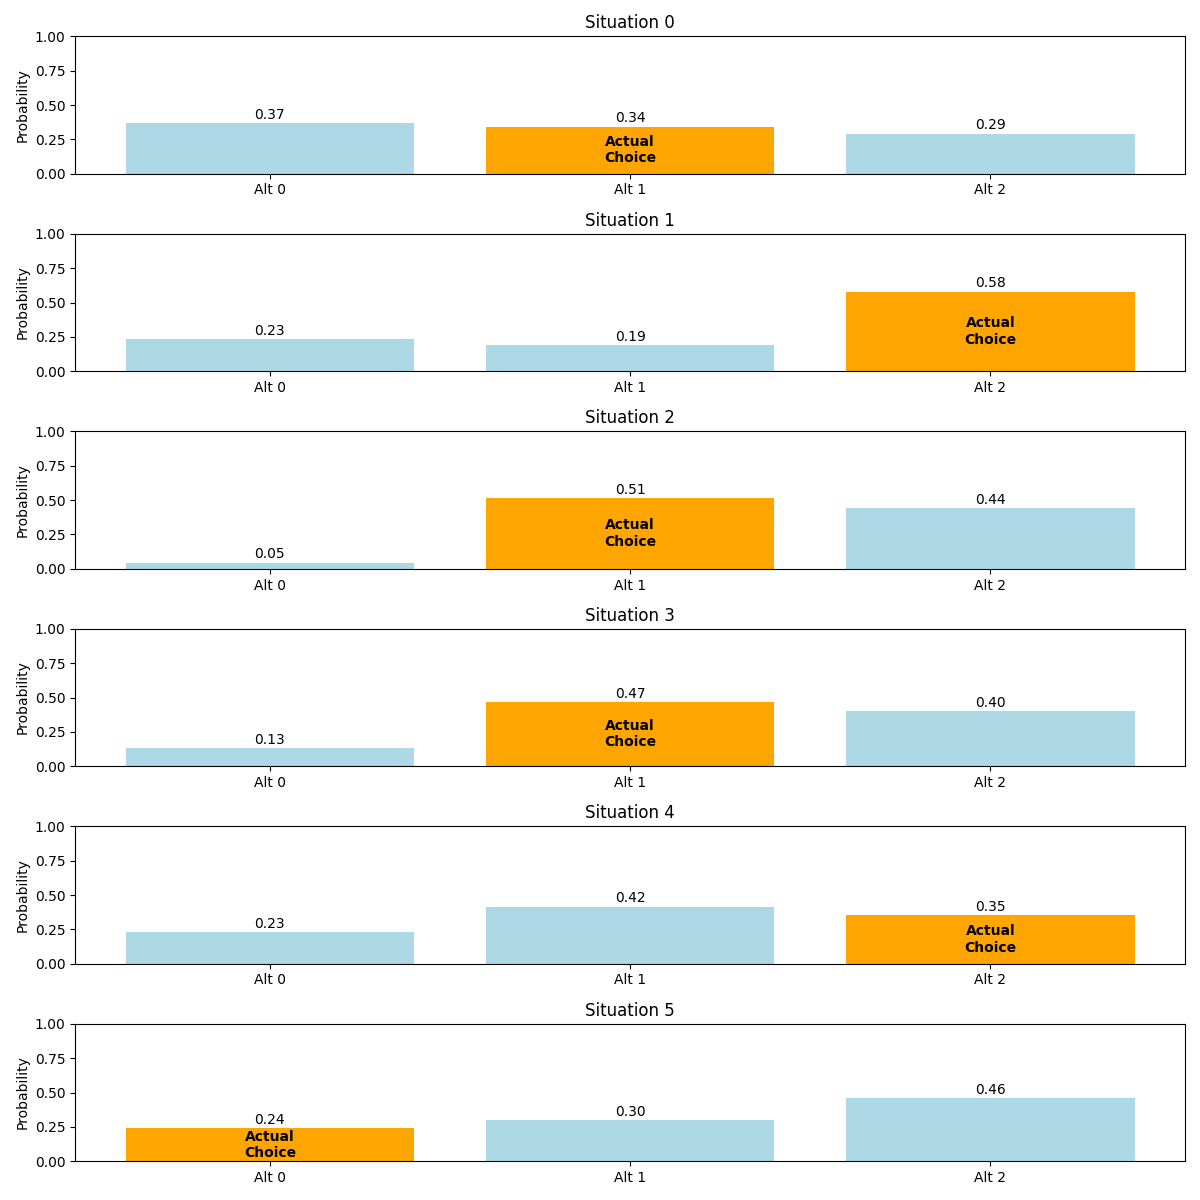 Situation 0
Probability
1.00
0.75
0.50
0.25
0.00
0.37
0.34
0.29
Actual
Choice
Alt 0
Alt 1
Alt 2
Situation 1
Probability
1.00
0.75
0.50
0.25
0.00
0.23
0.19
0.58
Actual
Choice
Alt 0
Alt 1
Alt 2
Situation 2
Probability
1.00
0.75
0.50
0.25
0.00
0.05
0.51
0.44
Actual
Choice
Alt 0
Alt 1
Alt 2
Situation 3
Probability
1.00
0.75
0.50
0.25
0.00
0.13
0.47
0.40
Actual
Choice
Alt 0
Alt 1
Alt 2
Situation 4
Probability
1.00
0.75
0.50
0.25
0.00
0.23
0.42
0.35
Actual
Choice
Alt 0
Alt 1
Alt 2
Situation 5
Probability
1.00
0.75
0.50
0.25
0.00
0.24
0.30
0.46
Actual
Choice
Alt 0
Alt 1
Alt 2